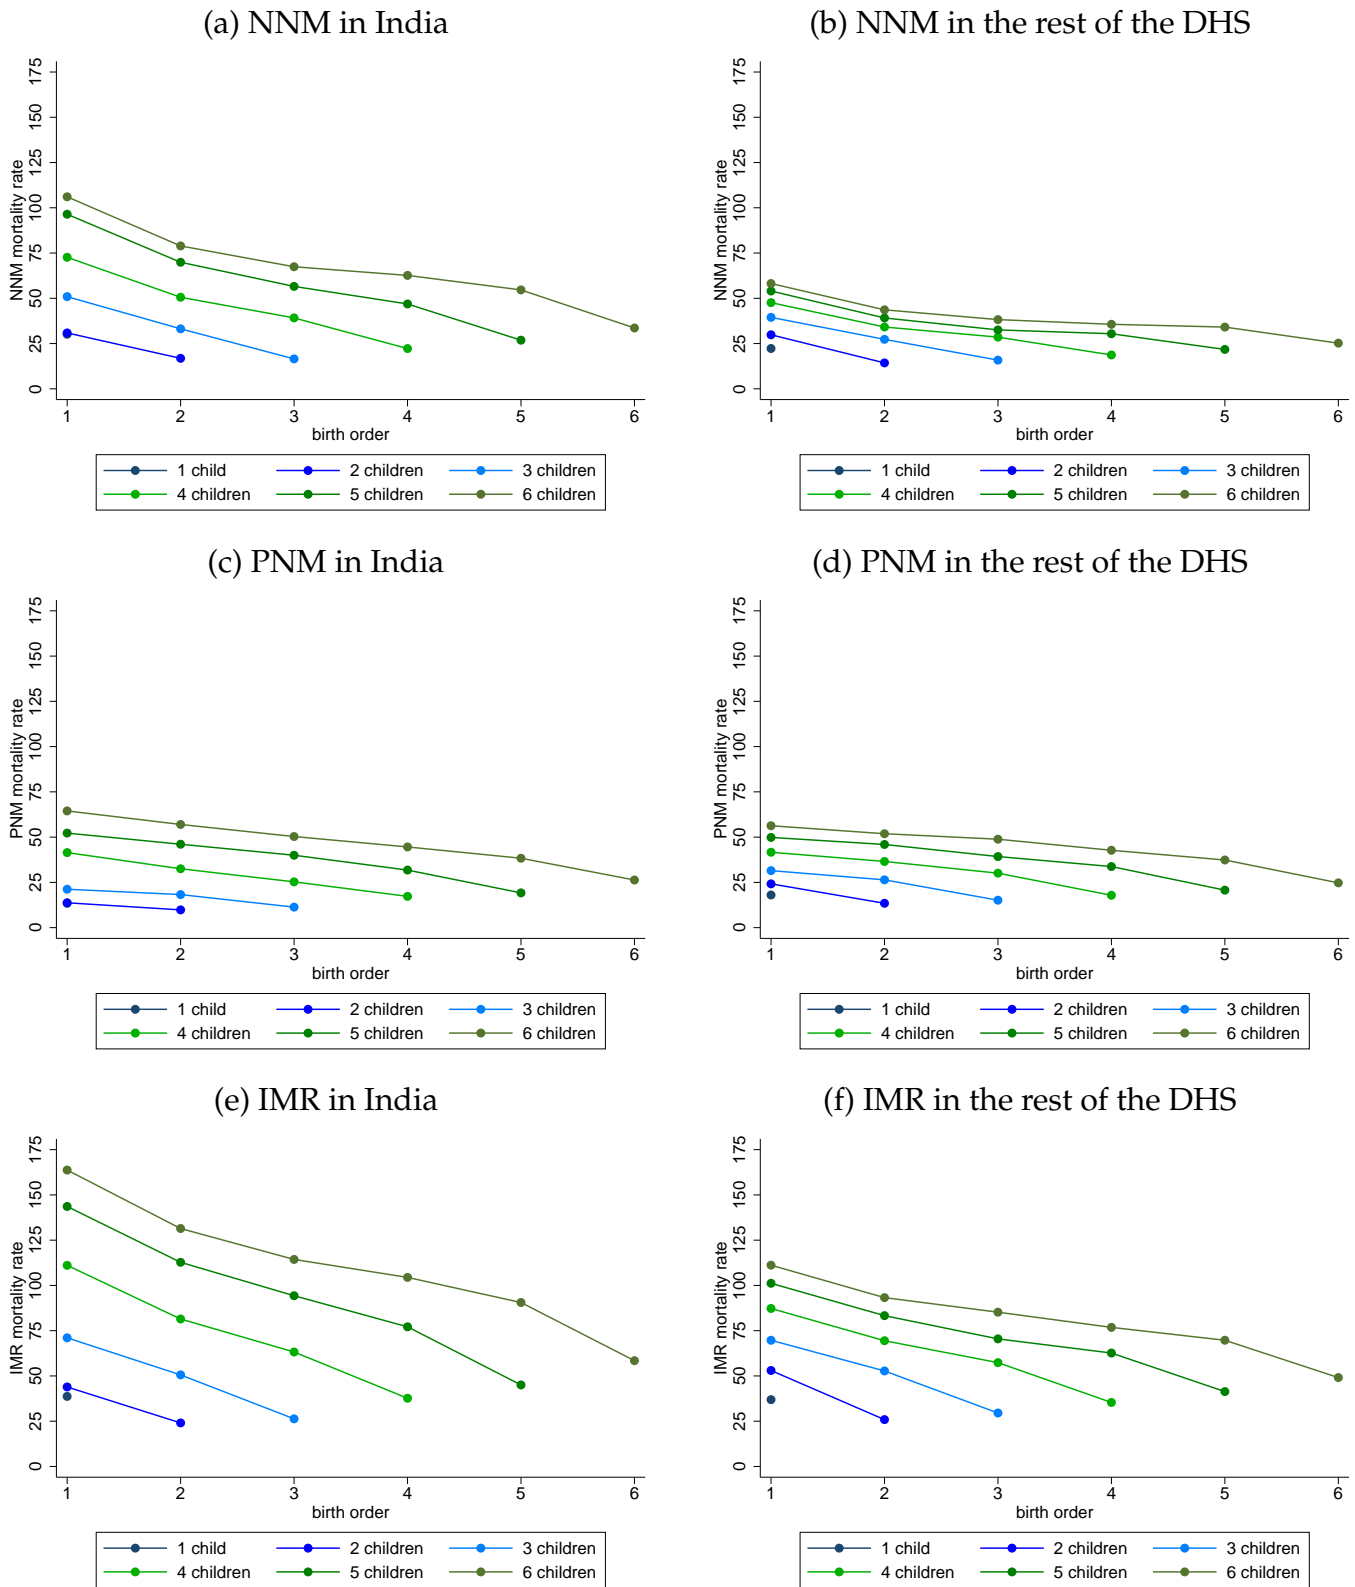 (a) NNM in India
NNM mortality rate
175
150
125
100
75
50
25
0
1 2 3 4 5 6
birth order
1 child 2 children 3 children
4 children 5 children 6 children
(b) NNM in the rest of the DHS
NNM mortality rate
175
150
125
100
75
50
25
0
1 2 3 4 5 6
birth order
1 child 2 children 3 children
4 children 5 children 6 children
(c) PNM in India
PNM mortality rate
175
150
125
100
75
50
25
0
1 2 3 4 5 6
birth order
1 child 2 children 3 children
4 children 5 children 6 children
(d) PNM in the rest of the DHS
PNM mortality rate
175
150
125
100
75
50
25
0
1 2 3 4 5 6
birth order
1 child 2 children 3 children
4 children 5 children 6 children
(e) IMR in India
IMR mortality rate
175
150
125
100
75
50
25
0
1 2 3 4 5 6
birth order
1 child 2 children 3 children
4 children 5 children 6 children
(f) IMR in the rest of the DHS
IMR mortality rate
175
150
125
100
75
50
25
0
1 2 3 4 5 6
birth order
1 child 2 children 3 children
4 children 5 children 6 children